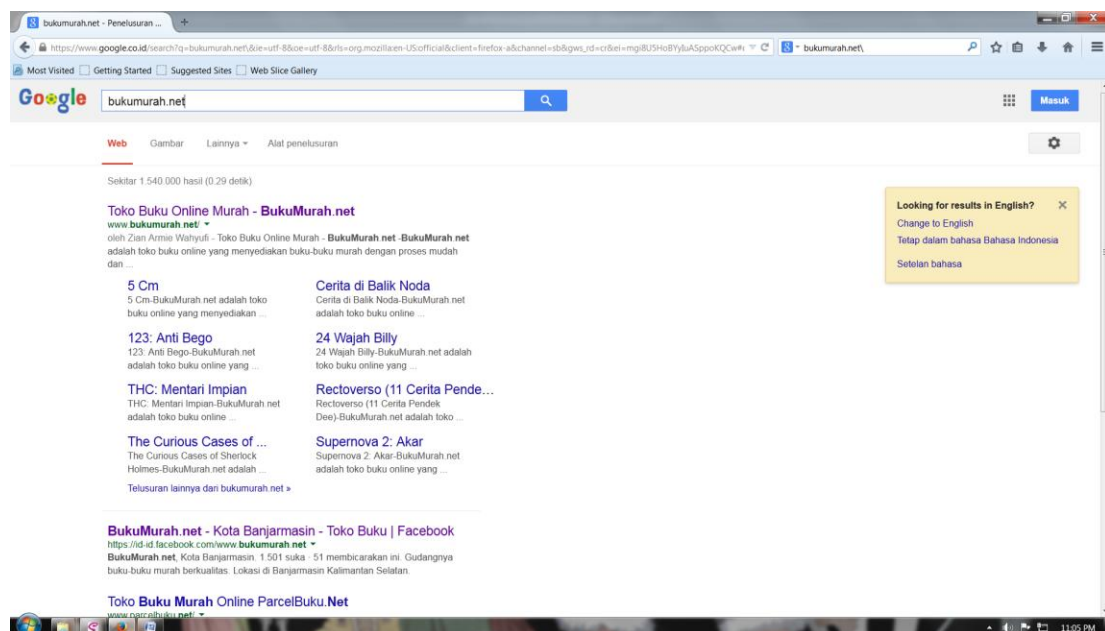 bukumurah.net - Penelusuran ...
https://www.google.co.id/search?q=bukumurah.net\&ie=utf-8&oe=utf-8&rls=org.mozilla:en-US:official&client=firefox-a&channel=sb&gws_rd=cr&ei=
bukumurah.net\
Most Visited Getting Started Suggested Sites Web Slice Gallery
Google bukumurah.net Masuk
Web Gambar Lainnya Alat penelusuran
Sekitar 1.540.000 hasil (0.29 detik)
Toko Buku Online Murah - BukuMurah.net
www.bukumurah.net/
oleh Zian Armie Wahyufi - Toko Buku Online Murah - BukuMurah.net -BukuMurah.net
adalah toko buku online yang menyediakan buku-buku murah dengan proses mudah
dan ...
5 Cm
5 Cm-BukuMurah.net adalah toko
buku online yang menyediakan ...
Cerita di Balik Noda
Cerita di Balik Noda-BukuMurah.net
adalah toko buku online ...
123: Anti Bego
123: Anti Bego-BukuMurah.net
adalah toko buku online yang ...
24 Wajah Billy
24 Wajah Billy-BukuMurah.net adalah
toko buku online yang ...
THC: Mentari Impian
THC: Mentari Impian-BukuMurah.net
adalah toko buku online ...
Rectoverso (11 Cerita Pende...
Rectoverso (11 Cerita Pendek
Dee)-BukuMurah.net adalah toko ...
The Curious Cases of ...
The Curious Cases of Sherlock
Holmes-BukuMurah.net adalah ...
Supernova 2: Akar
Supernova 2: Akar-BukuMurah.net
adalah toko buku online yang ...
Telusuran lainnya dari bukumurah.net »
BukuMurah.net - Kota Banjarmasin - Toko Buku | Facebook
https://id-id.facebook.com/www.bukumurah.net
BukuMurah.net, Kota Banjarmasin. 1.501 suka · 51 membicarakan ini. Gudangnya
buku-buku murah berkualitas. Lokasi di Banjarmasin Kalimantan Selatan.
Toko Buku Murah Online ParcelBuku.Net
www.parcelbuku.net/
Looking for results in English?
Change to English
Tetap dalam bahasa Bahasa Indonesia
Setelan bahasa
11:05 PM